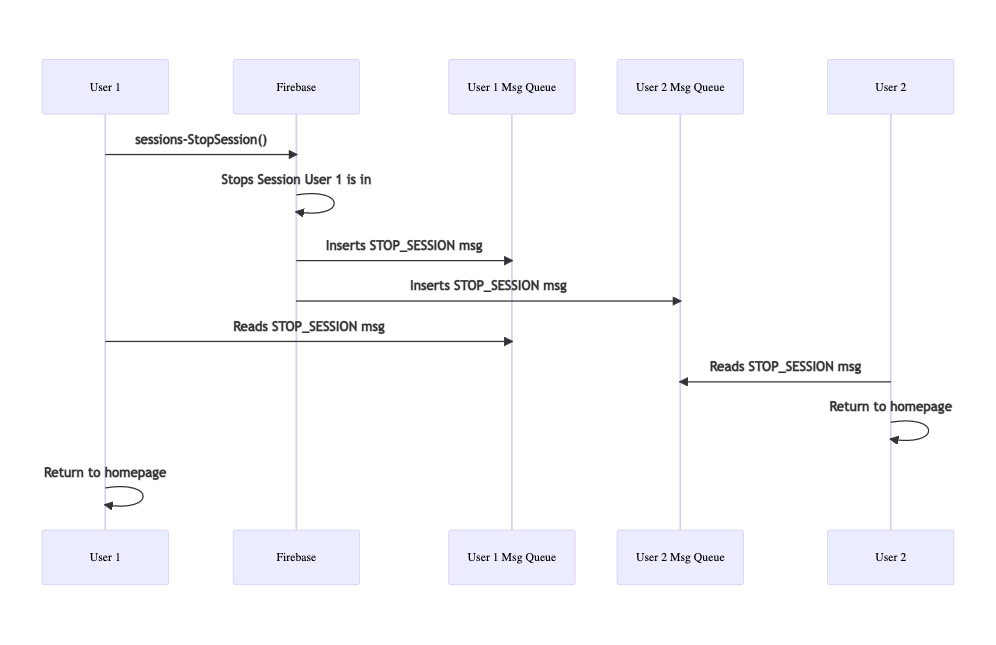 User 1
Firebase
User 1 Msg Queue
User 2 Msg Queue
User 2
sessions-StopSession()
Stops Session User 1 is in
Inserts STOP_SESSION msg
Inserts STOP_SESSION msg
Reads STOP_SESSION msg
Reads STOP_SESSION msg
Return to homepage
Return to homepage
User 1
Firebase
User 1 Msg Queue
User 2 Msg Queue
User 2